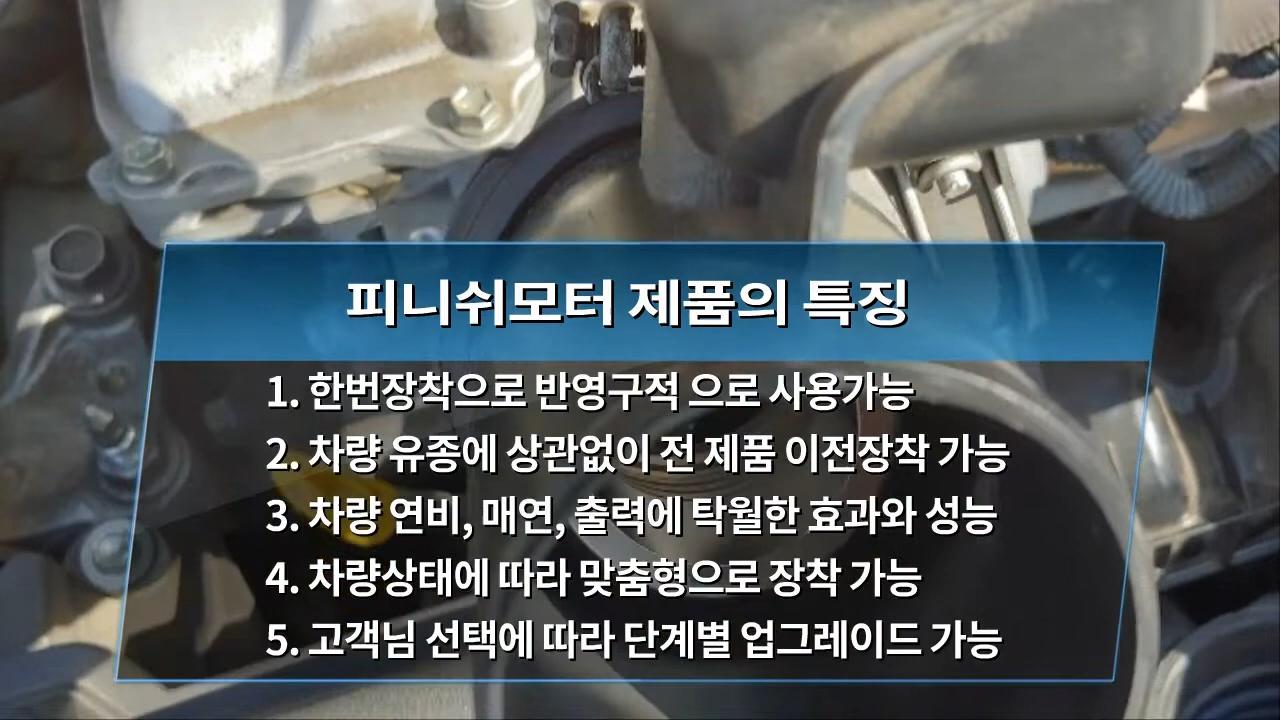 피니쉬모터 제품의 특징
1. 한번장착으로 반영구적 으로 사용가능
2. 차량 유종에 상관없이 전 제품 이전장착 가능
3. 차량 연비, 매연, 출력에 탁월한 효과와 성능
4. 차량상태에 따라 맞춤형으로 장착 가능
5. 고객님 선택에 따라 단계별 업그레이드 가능